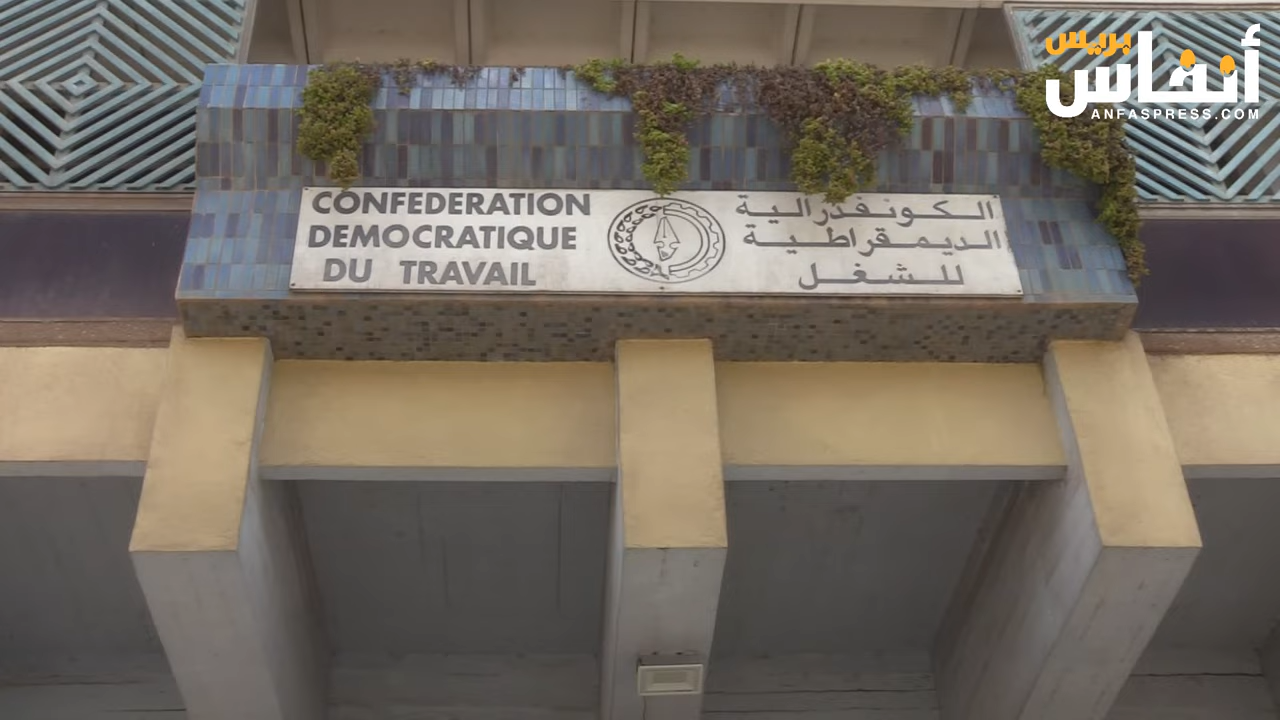 أنفاس بريس
ANFASPRESS.COM
CONFEDERATION
DEMOCRATIQUE
DU TRAVAIL
الكونفدرالية
الديمقراطية
للشغل